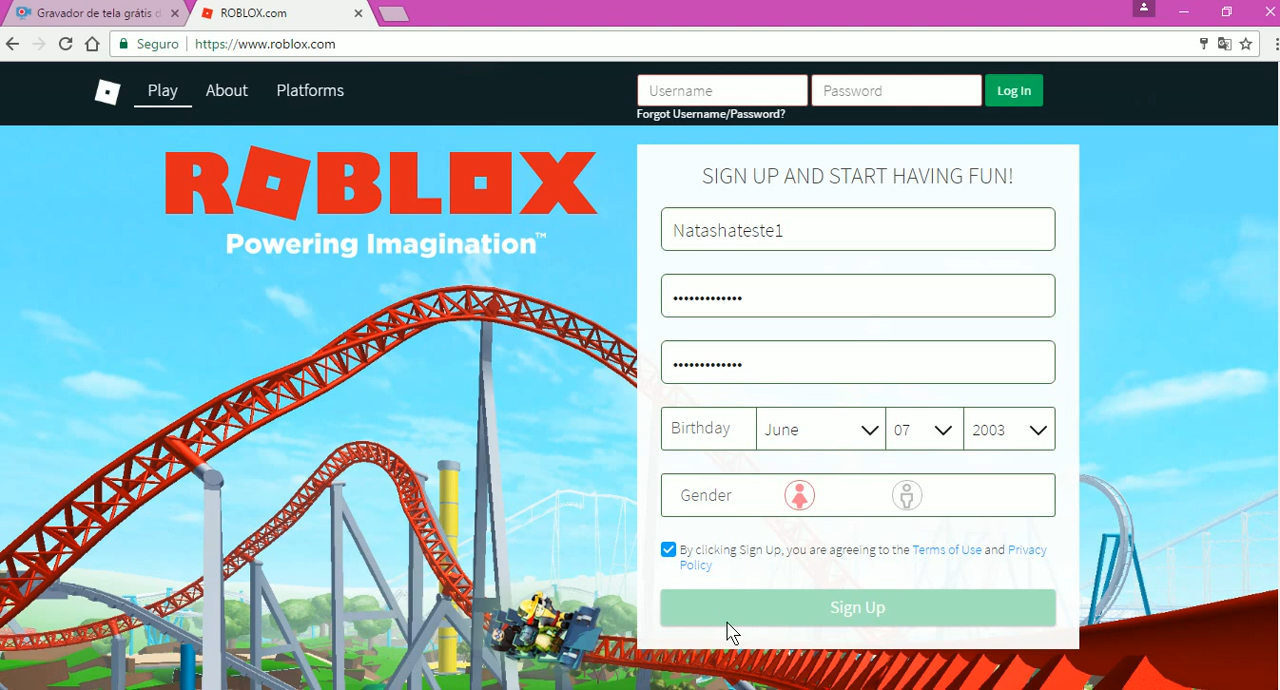 Gravador de tela grátis d
ROBLOX.com
Seguro
https://www.roblox.com
Play
About
Platforms
Username
Password
Log In
Forgot Username/Password?
ROBLOX
Powering Imagination™
SIGN UP AND START HAVING FUN!
Natashateste1
•••••••••••••
•••••••••••••
Birthday
June
07
2003
Gender
By clicking Sign Up, you are agreeing to the Terms of Use and Privacy
Policy
Sign Up